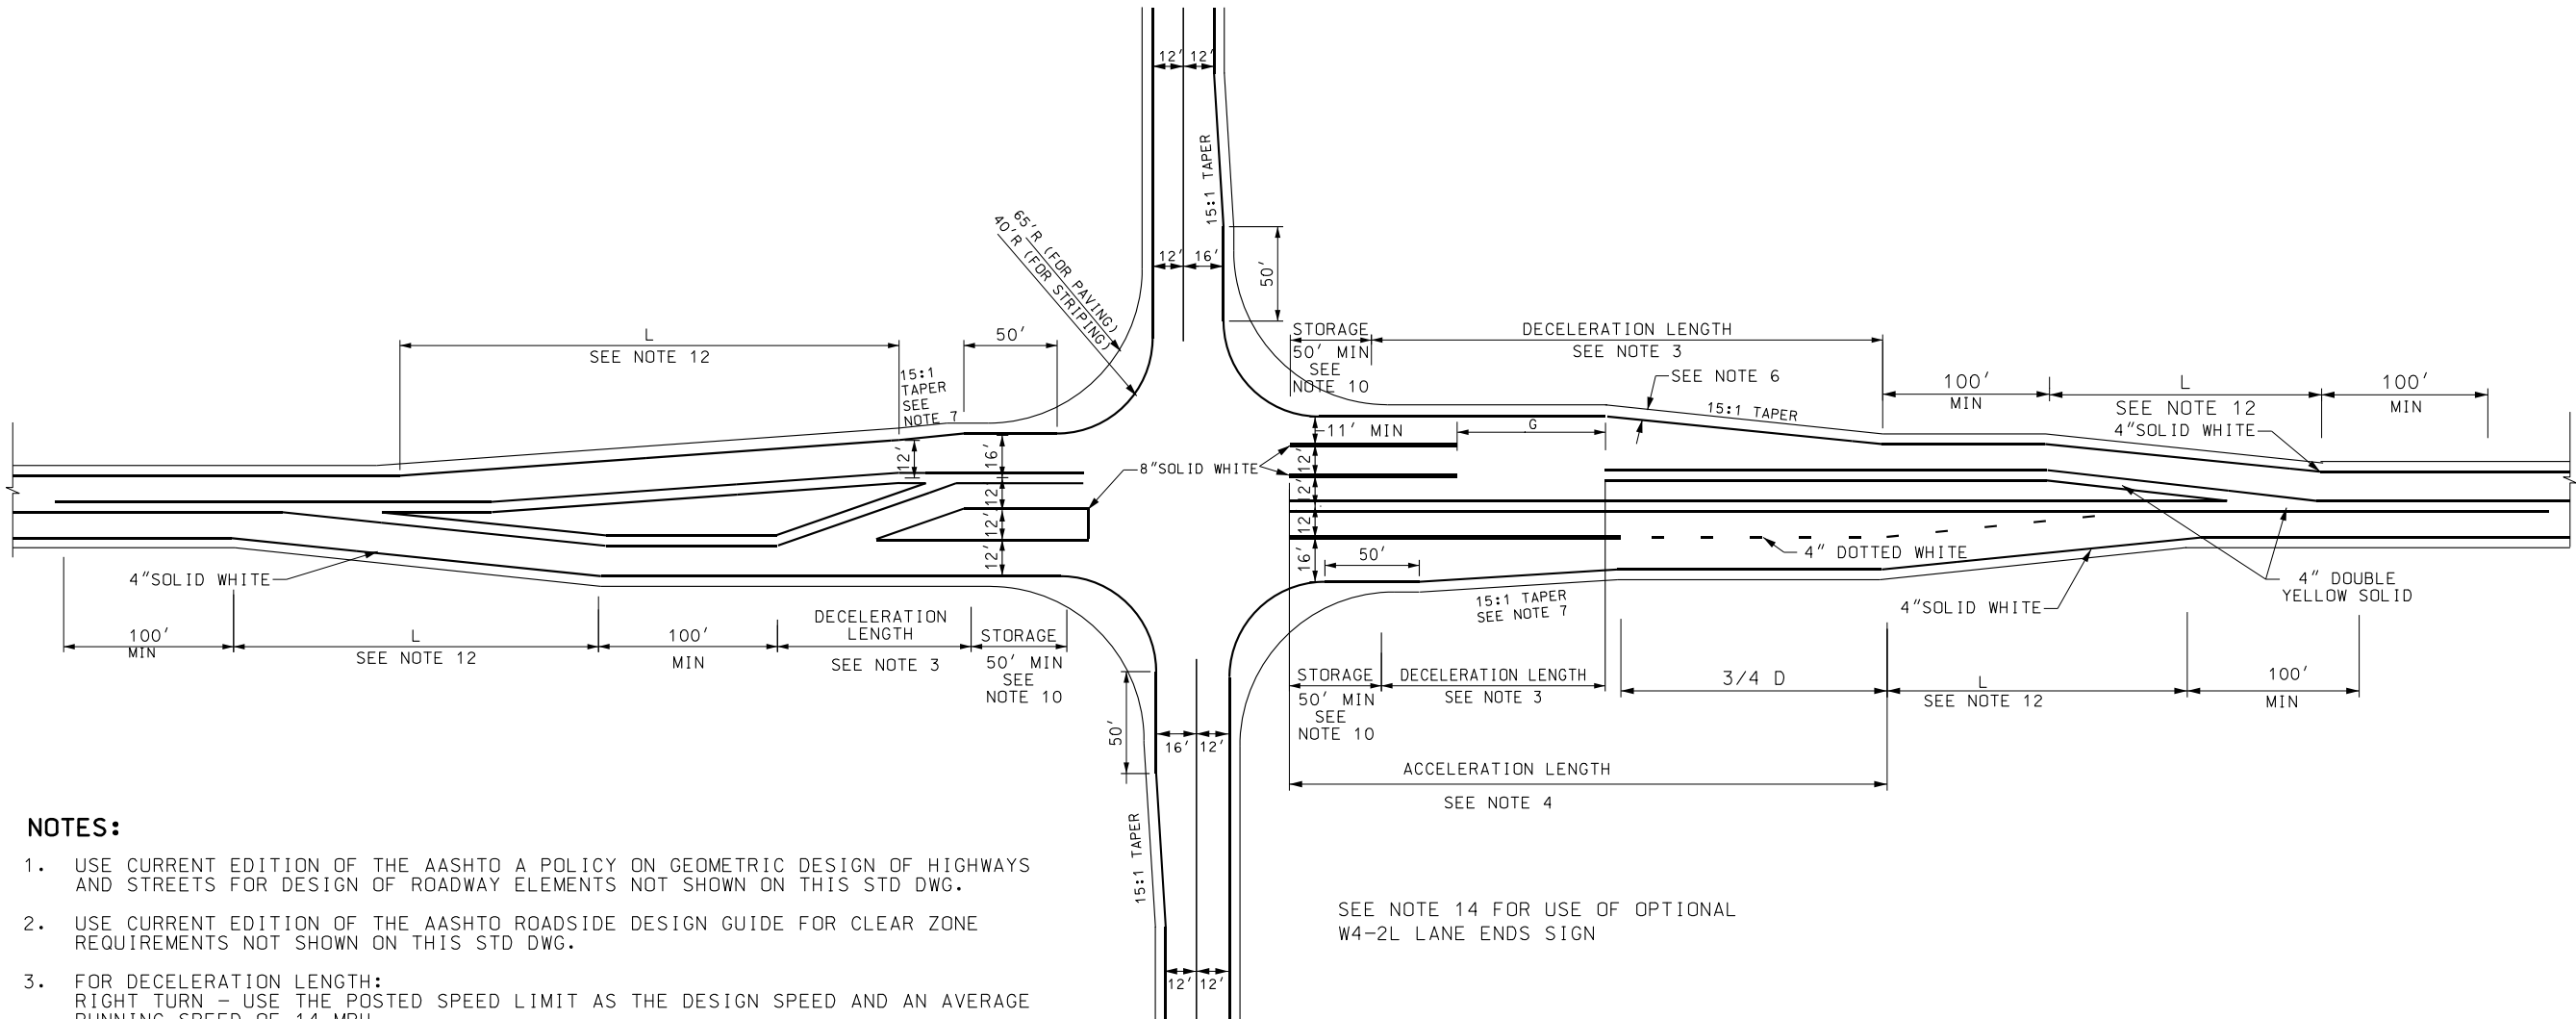 12' 12'
15:1 TAPER
65'R (FOR PAVING)
40'R (FOR STRIPING)
12' 16'
50'
L
SEE NOTE 12
50'
15:1
TAPER
SEE
NOTE 7
STORAGE
50' MIN
SEE
NOTE 10
DECELERATION LENGTH
SEE NOTE 3
SEE NOTE 6
15:1 TAPER
100'
MIN
L
SEE NOTE 12
100'
MIN
4"SOLID WHITE
11' MIN
G
12'
16'
12'
12'
12'
8"SOLID WHITE
12'
12'
12'
16'
50'
4" DOTTED WHITE
4" DOUBLE
YELLOW SOLID
4"SOLID WHITE
15:1 TAPER
SEE NOTE 7
4"SOLID WHITE
100'
MIN
L
SEE NOTE 12
100'
MIN
DECELERATION
LENGTH
SEE NOTE 3
STORAGE
50' MIN
SEE
NOTE 10
50'
16' 12'
STORAGE
50' MIN
SEE
NOTE 10
DECELERATION LENGTH
SEE NOTE 3
3/4 D
L
SEE NOTE 12
100'
MIN
ACCELERATION LENGTH
SEE NOTE 4
15:1 TAPER
12' 12'
SEE NOTE 14 FOR USE OF OPTIONAL
W4-2L LANE ENDS SIGN
NOTES:
1. USE CURRENT EDITION OF THE AASHTO A POLICY ON GEOMETRIC DESIGN OF HIGHWAYS
AND STREETS FOR DESIGN OF ROADWAY ELEMENTS NOT SHOWN ON THIS STD DWG.
2. USE CURRENT EDITION OF THE AASHTO ROADSIDE DESIGN GUIDE FOR CLEAR ZONE
REQUIREMENTS NOT SHOWN ON THIS STD DWG.
3. FOR DECELERATION LENGTH:
RIGHT TURN - USE THE POSTED SPEED LIMIT AS THE DESIGN SPEED AND AN AVERAGE
RUNNING SPEED OF 14 MPH